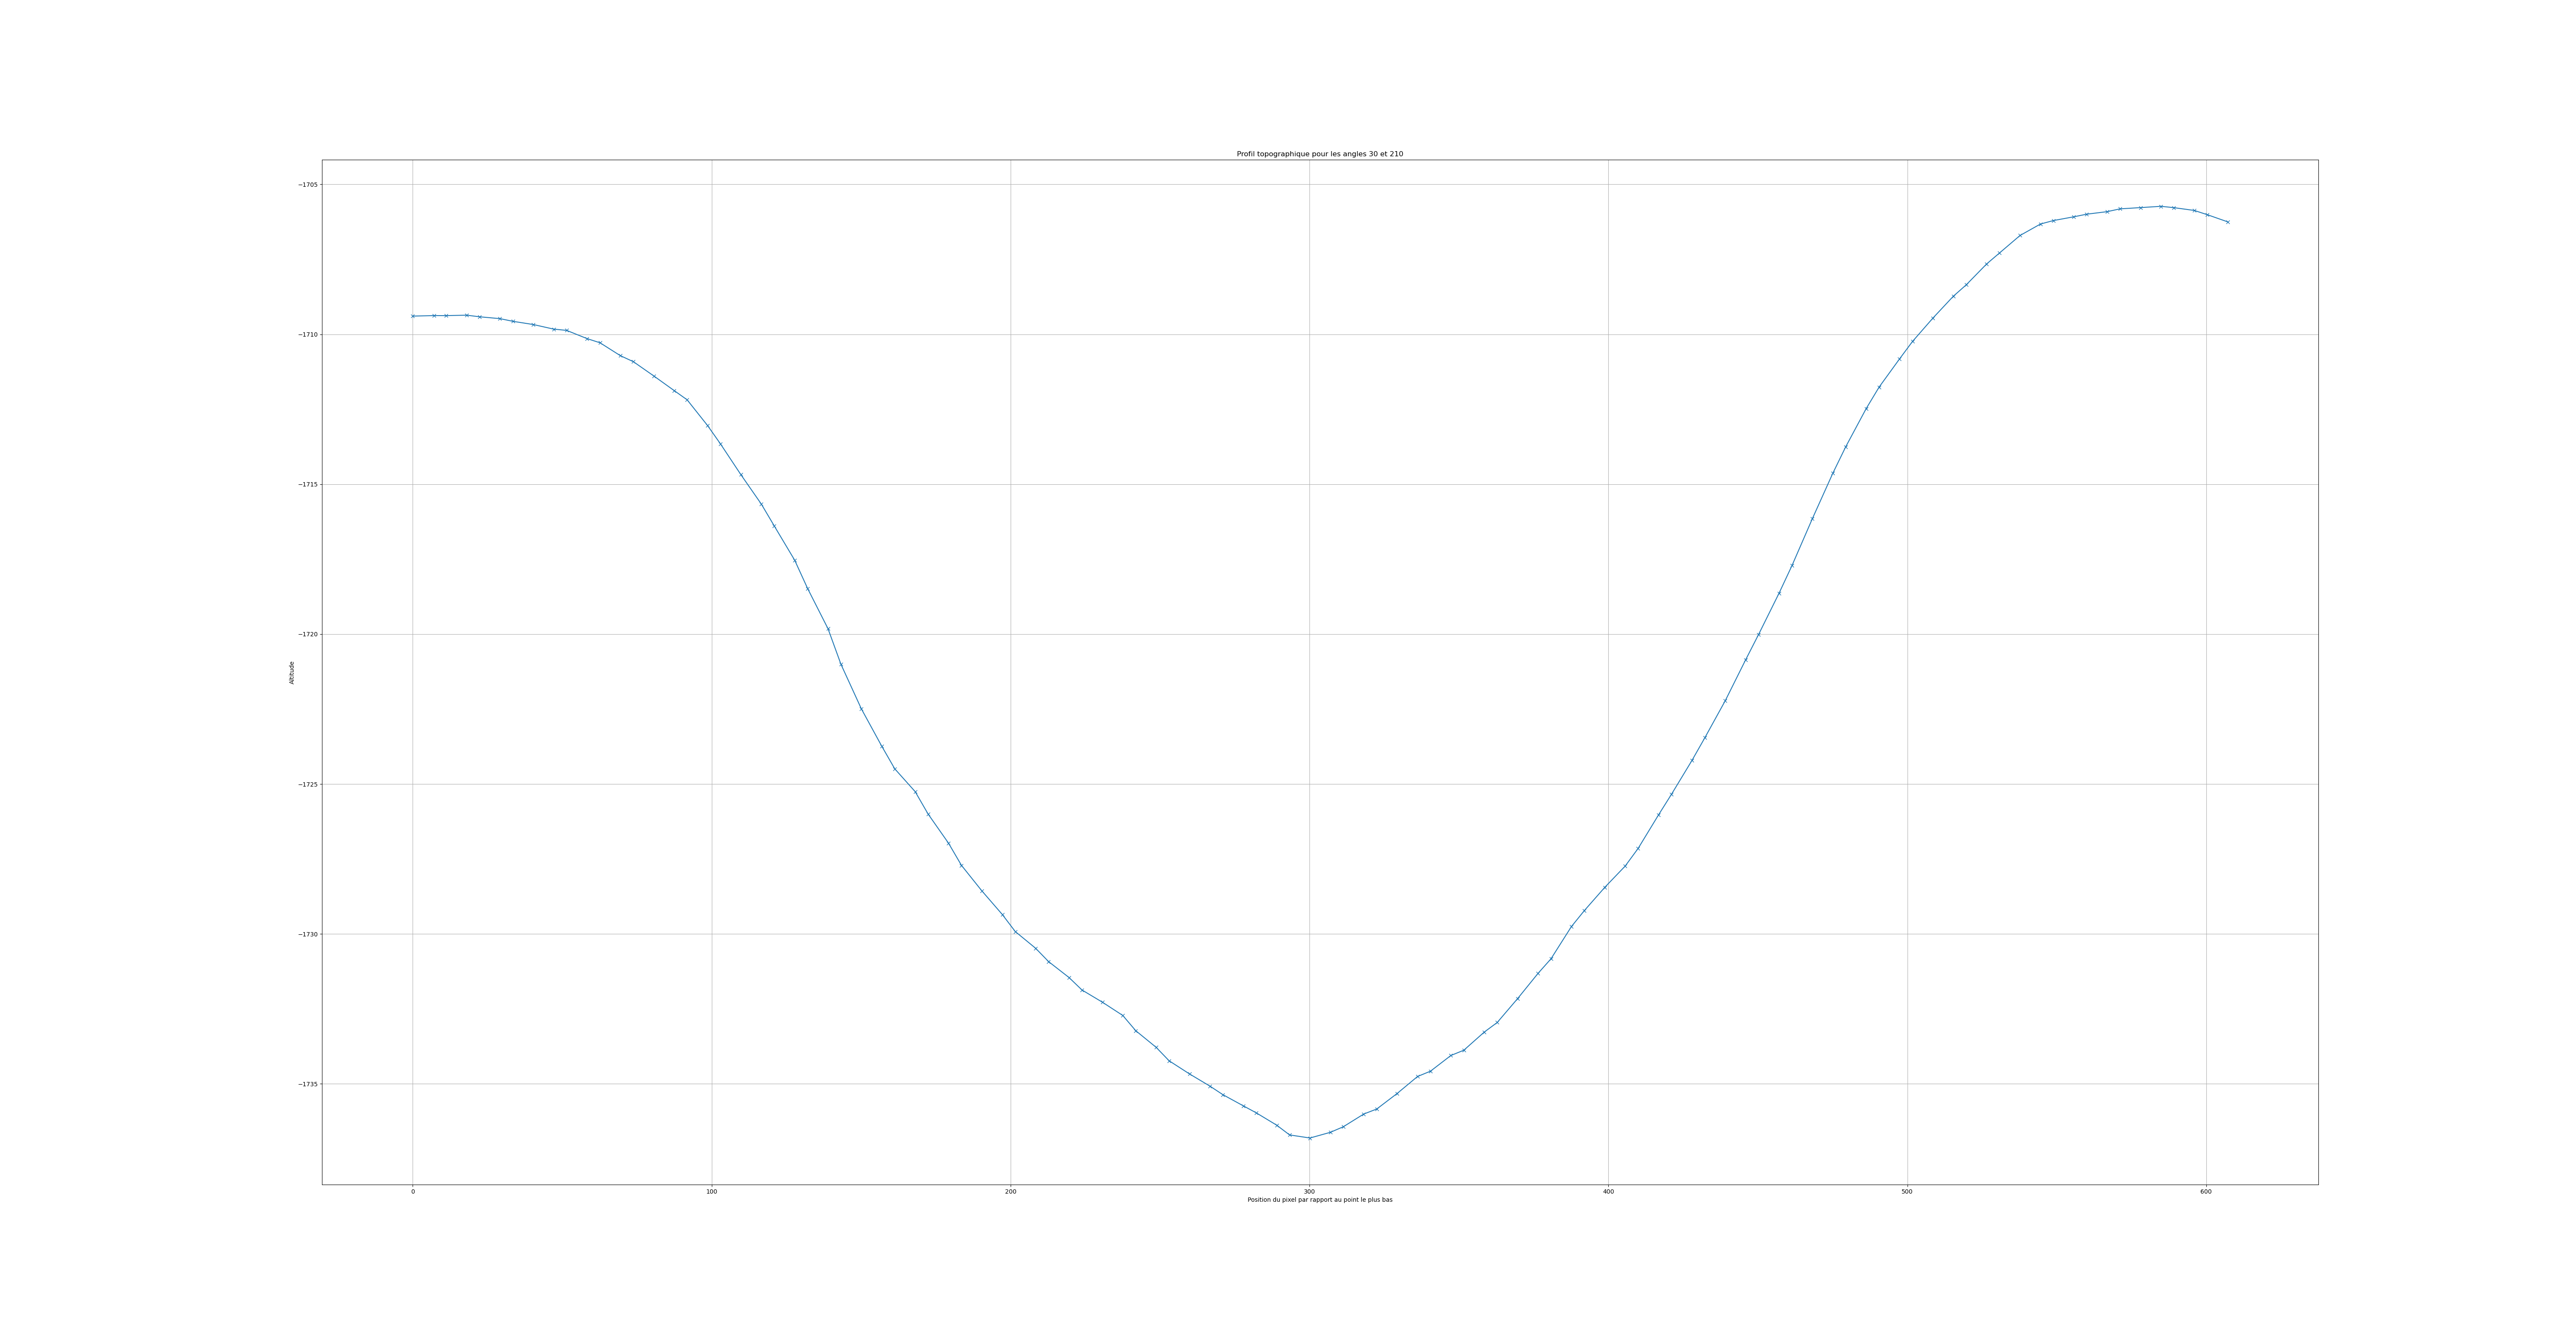 Profil topographique pour les angles 30 et 210
−1705
−1710
−1715
−1720
−1725
−1730
−1735
Altitude
0 100 200 300 400 500 600
Position du pixel par rapport au point le plus bas